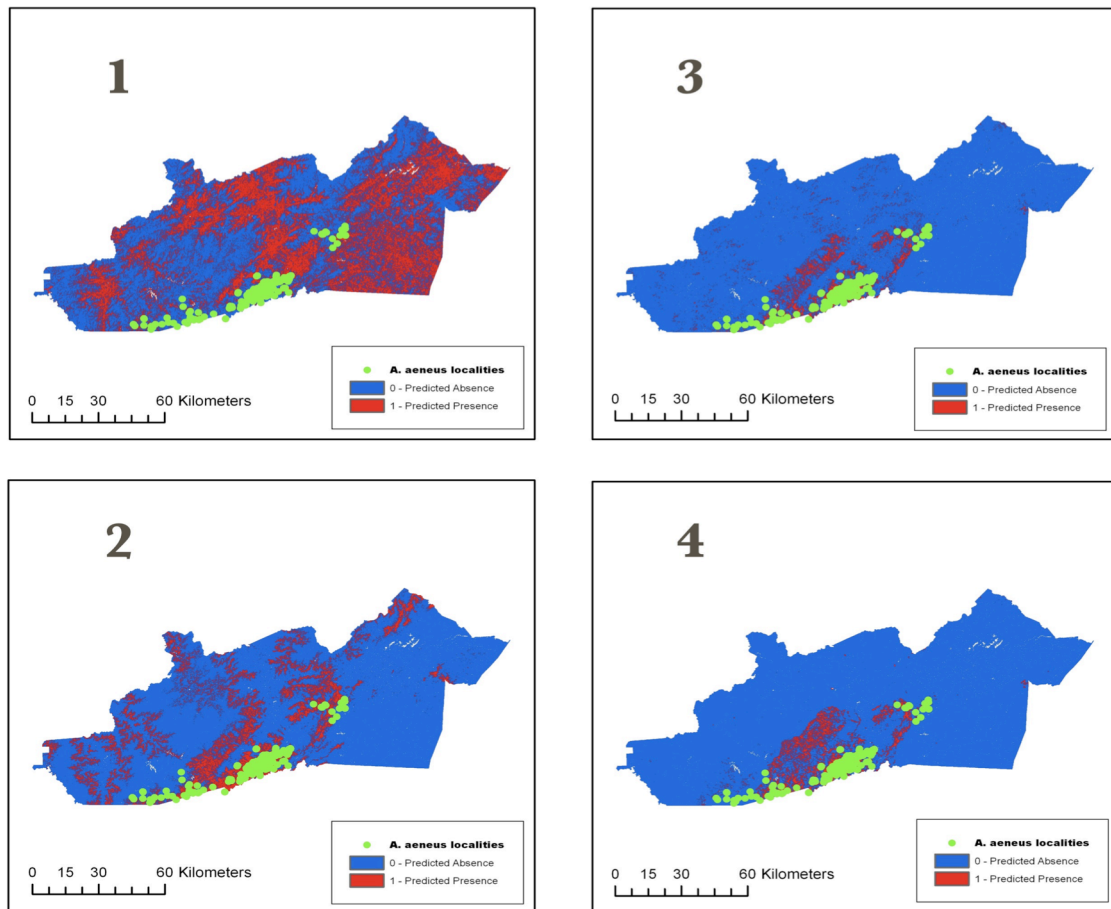 1
A. aeneus localities
0 - Predicted Absence
1 - Predicted Presence
0 15 30 60 Kilometers
3
A. aeneus localities
0 - Predicted Absence
1 - Predicted Presence
0 15 30 60 Kilometers
2
A. aeneus localities
0 - Predicted Absence
1 - Predicted Presence
0 15 30 60 Kilometers
4
A. aeneus localities
0 - Predicted Absence
1 - Predicted Presence
0 15 30 60 Kilometers